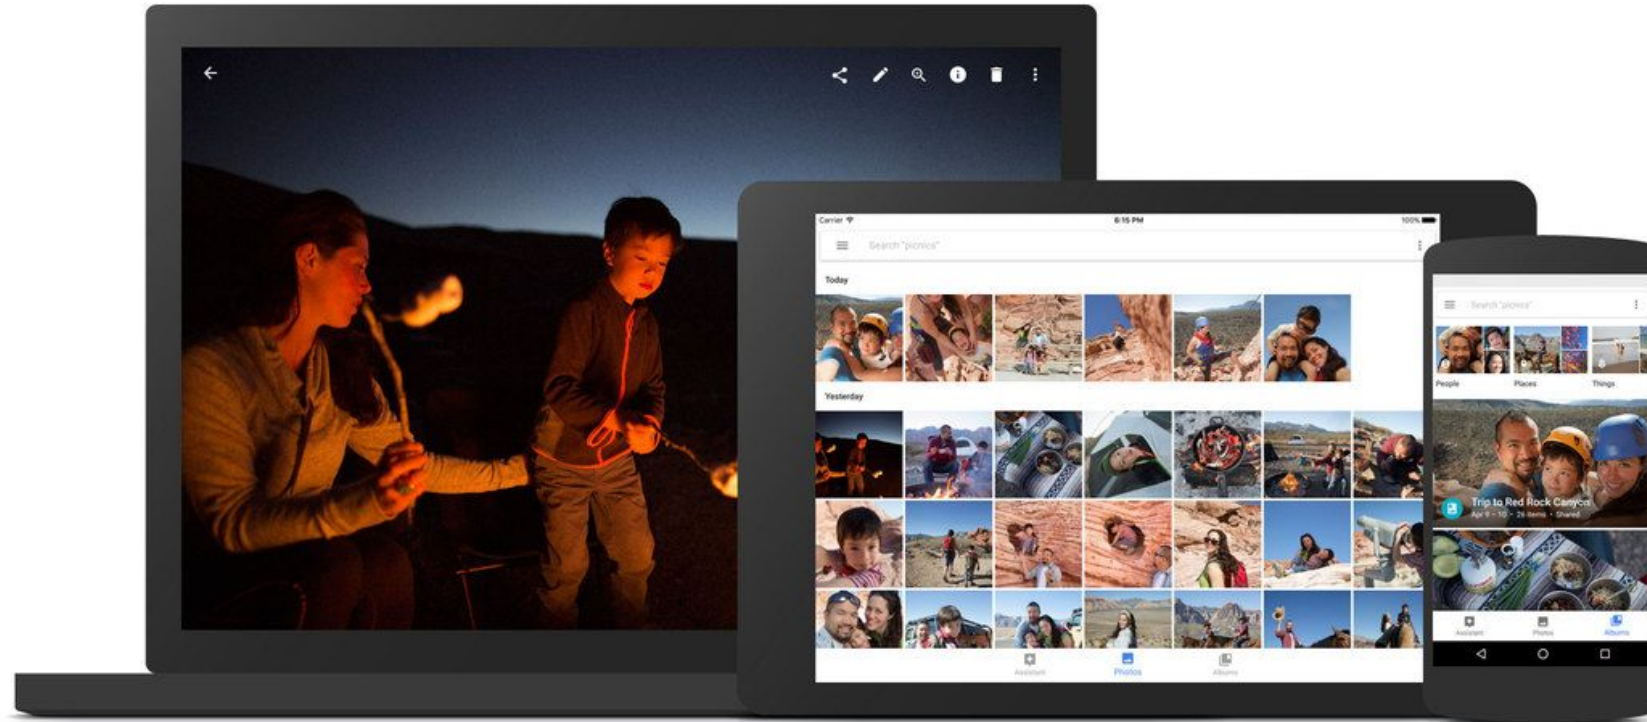 Carrier 6:15 PM 100%
Search "picnics"
Today
Yesterday
Assistant Photos Albums
Search "picnics"
People Places Things
Trip to Red Rock Canyon
Apr 9 – 10 • 26 items • Shared
Assistant Photos Albums